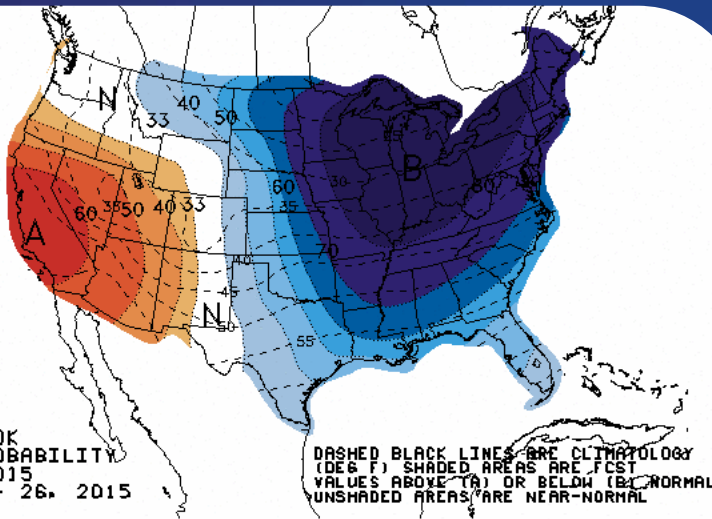 N
40
33
50
B
30
60
80
60
35
50
40
33
35
A
70
40
45
N
50
55
OK
OBABILITY
015
26, 2015
DASHED BLACK LINES ARE CLIMATOLOGY
(DEG F) SHADED AREAS ARE FCST
VALUES ABOVE (A) OR BELOW (B) NORMAL
UNSHADED AREAS ARE NEAR-NORMAL